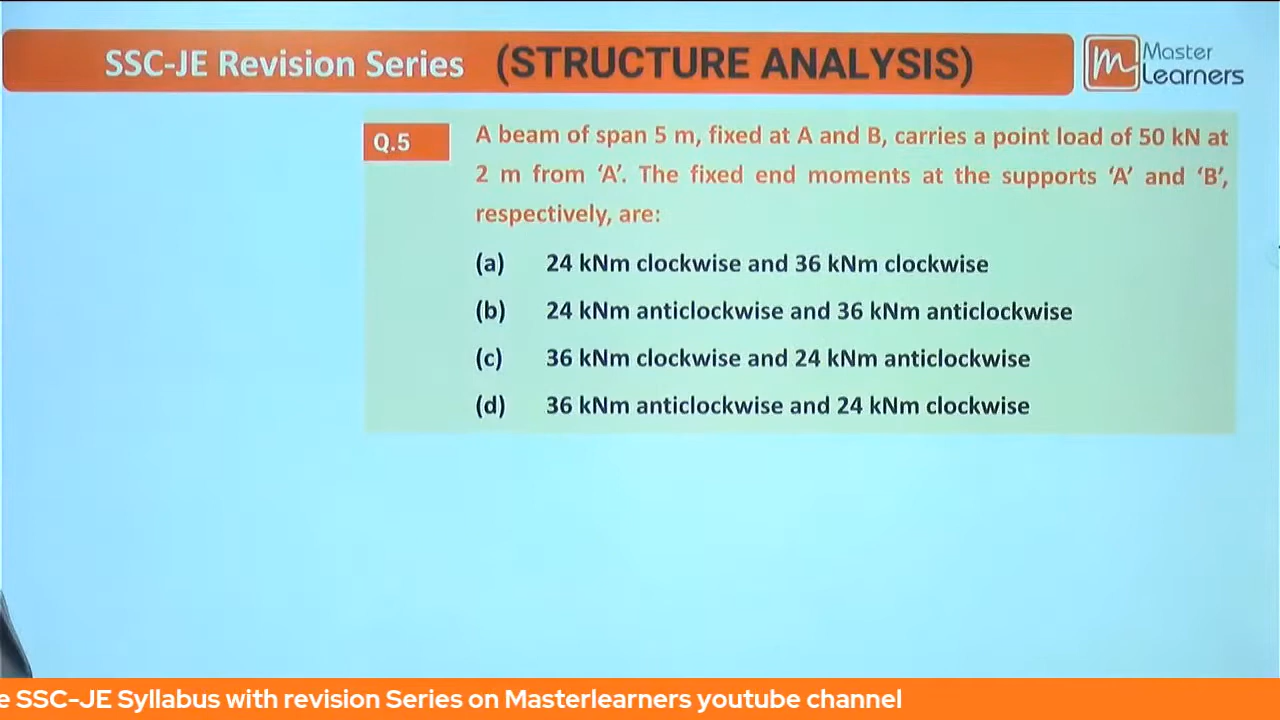 SSC-JE Revision Series (STRUCTURE ANALYSIS)
m Master
Learners
Q.5 A beam of span 5 m, fixed at A and B, carries a point load of 50 kN at
2 m from ‘A’. The fixed end moments at the supports ‘A’ and ‘B’,
respectively, are:
(a) 24 kNm clockwise and 36 kNm clockwise
(b) 24 kNm anticlockwise and 36 kNm anticlockwise
(c) 36 kNm clockwise and 24 kNm anticlockwise
(d) 36 kNm anticlockwise and 24 kNm clockwise
e SSC-JE Syllabus with revision Series on Masterlearners youtube channel